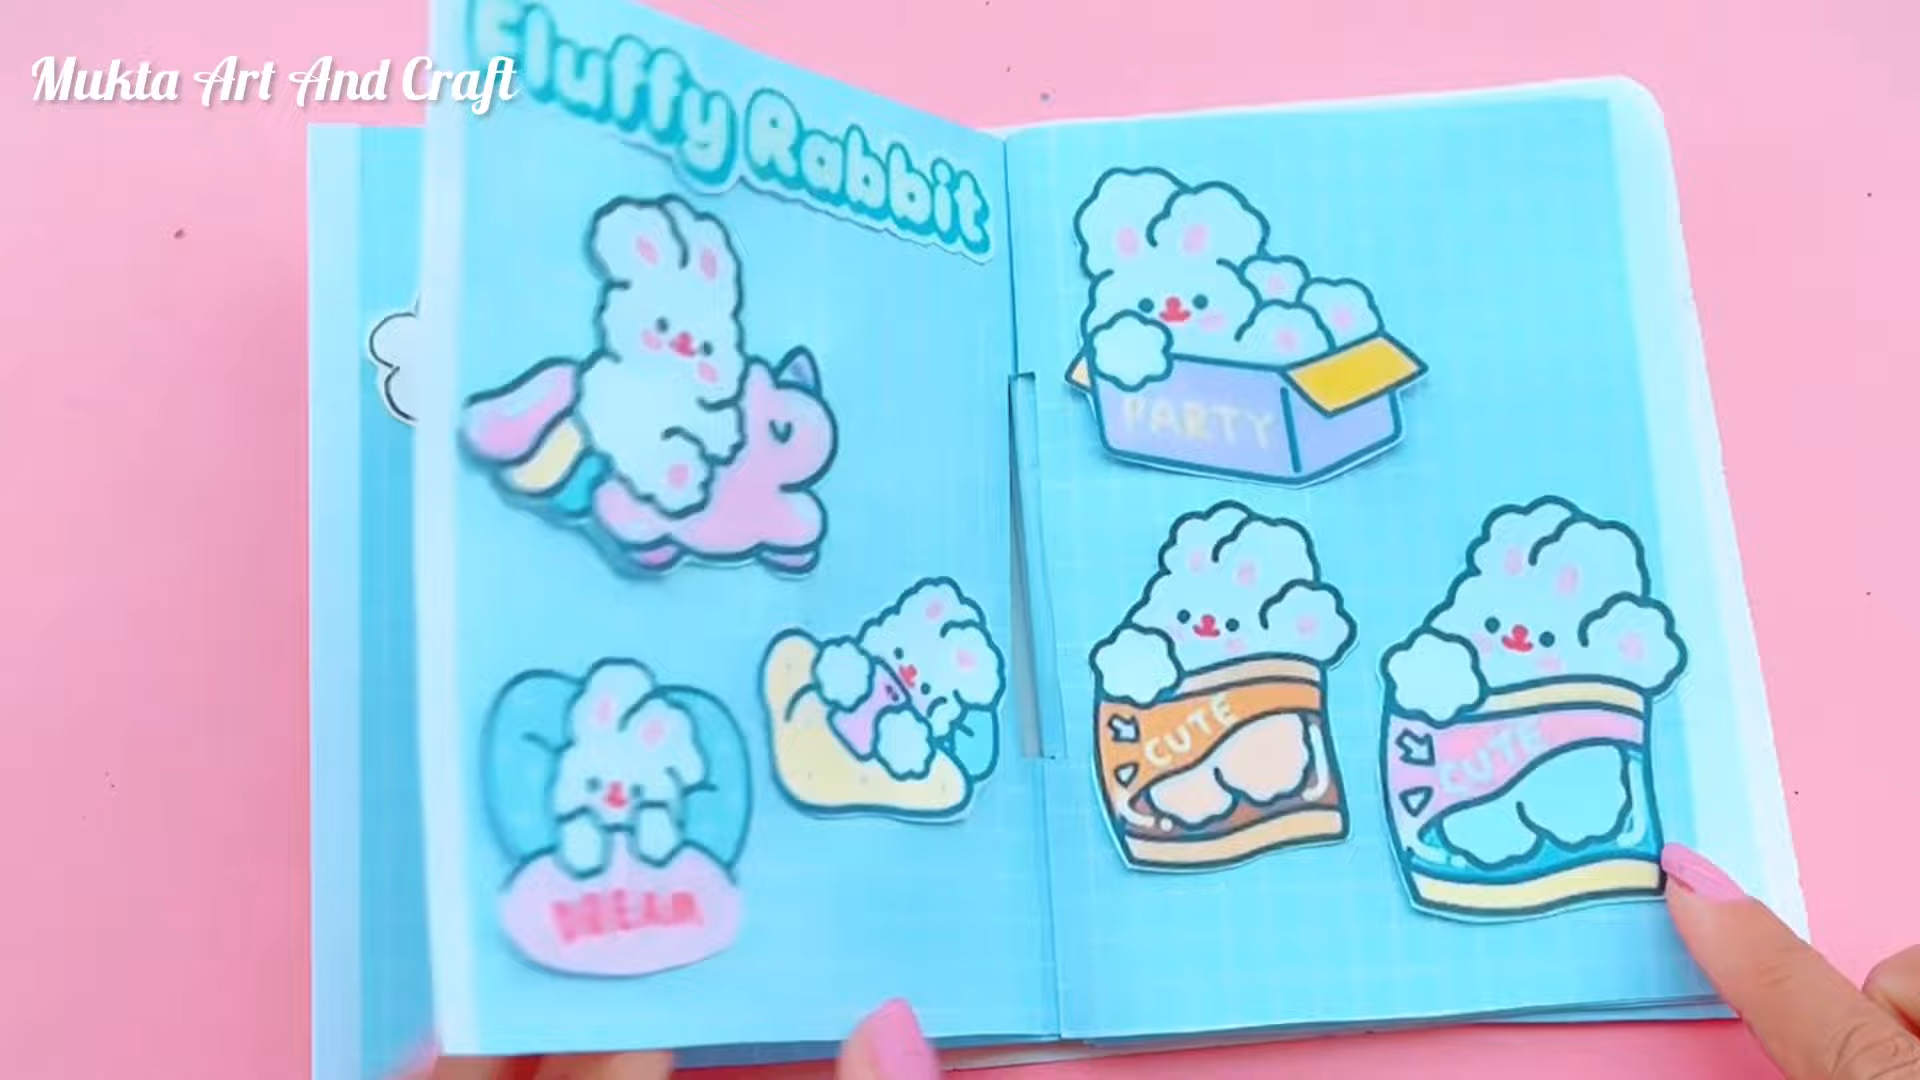 Mukta Art And Craft
Fluffy Rabbit
DREAM
PARTY
CUTE
CUTE